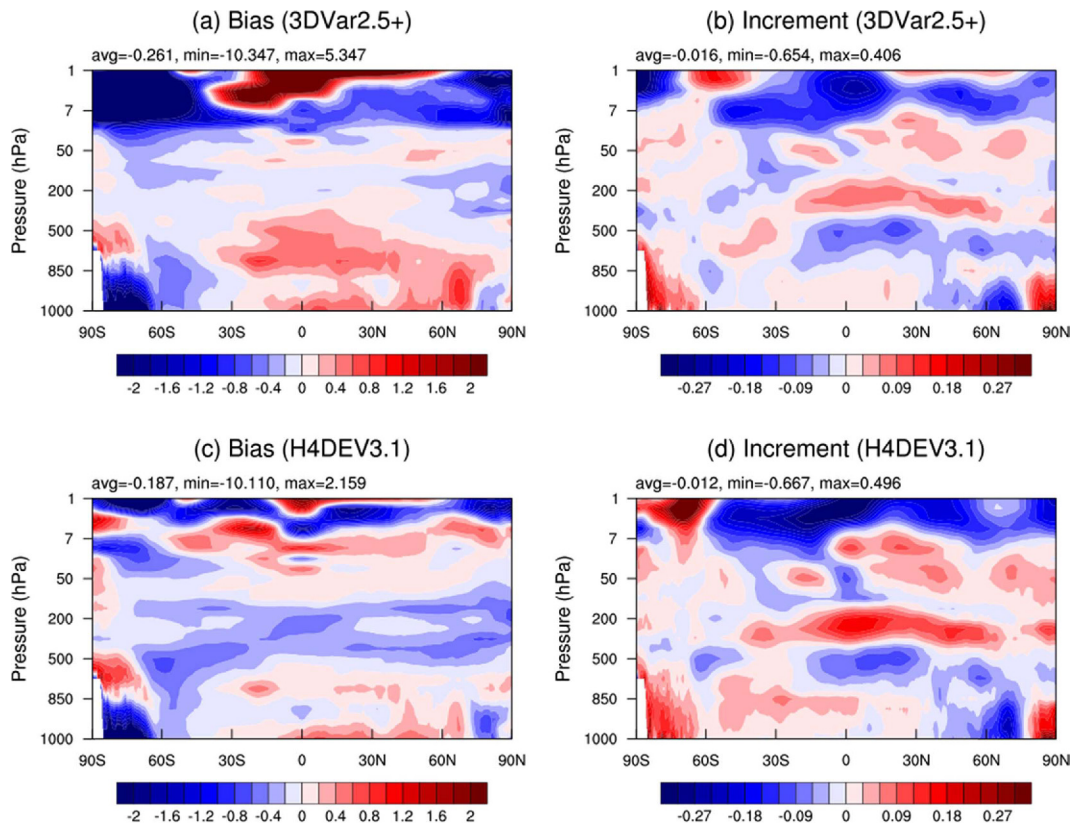 (a) Bias (3DVar2.5+)
avg=-0.261, min=-10.347, max=5.347
Pressure (hPa)
1
7
50
200
500
850
1000
90S 60S 30S 0 30N 60N 90N
-2 -1.6 -1.2 -0.8 -0.4 0 0.4 0.8 1.2 1.6 2
(b) Increment (3DVar2.5+)
avg=-0.016, min=-0.654, max=0.406
Pressure (hPa)
1
7
50
200
500
850
1000
90S 60S 30S 0 30N 60N 90N
-0.27 -0.18 -0.09 0 0.09 0.18 0.27
(c) Bias (H4DEV3.1)
avg=-0.187, min=-10.110, max=2.159
Pressure (hPa)
1
7
50
200
500
850
1000
90S 60S 30S 0 30N 60N 90N
-2 -1.6 -1.2 -0.8 -0.4 0 0.4 0.8 1.2 1.6 2
(d) Increment (H4DEV3.1)
avg=-0.012, min=-0.667, max=0.496
Pressure (hPa)
1
7
50
200
500
850
1000
90S 60S 30S 0 30N 60N 90N
-0.27 -0.18 -0.09 0 0.09 0.18 0.27